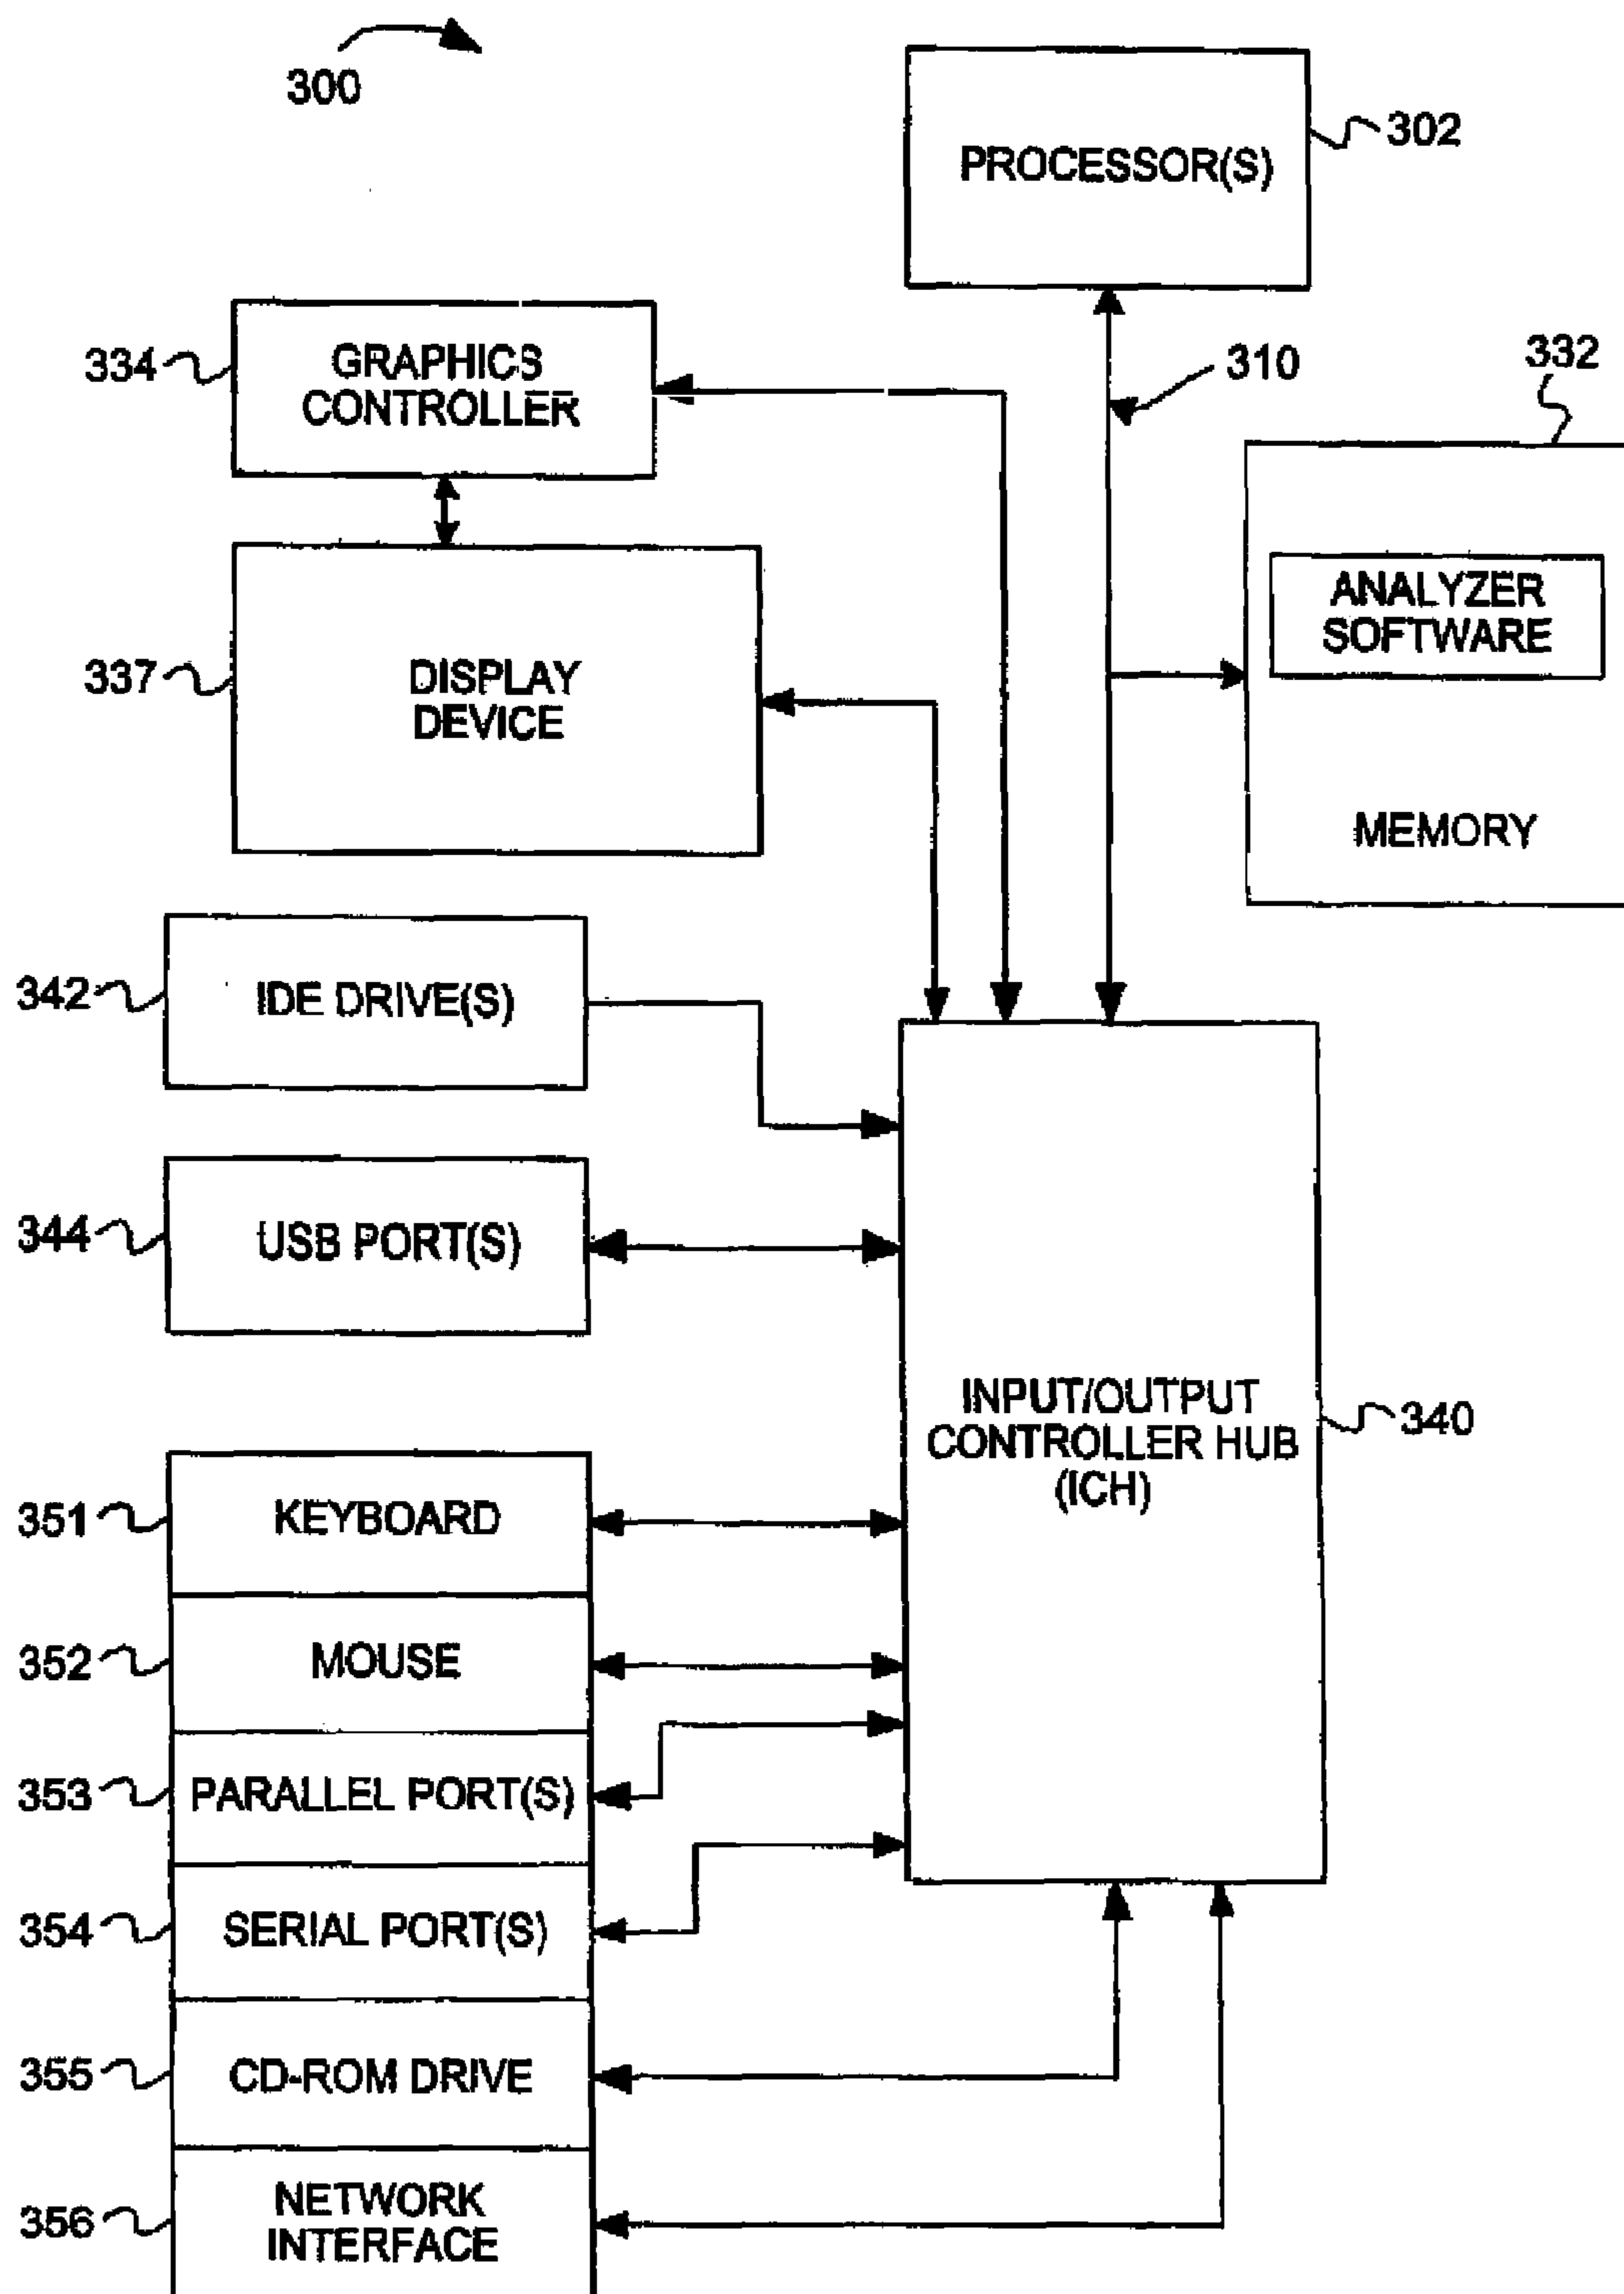 300
PROCESSOR(S)
302
334
GRAPHICS
CONTROLLER
310
332
ANALYZER
SOFTWARE
MEMORY
337
DISPLAY
DEVICE
342
IDE DRIVE(S)
344
USB PORT(S)
INPUT/OUTPUT
CONTROLLER HUB
(ICH)
340
351
KEYBOARD
352
MOUSE
353
PARALLEL PORT(S)
354
SERIAL PORT(S)
355
CD-ROM DRIVE
356
NETWORK
INTERFACE